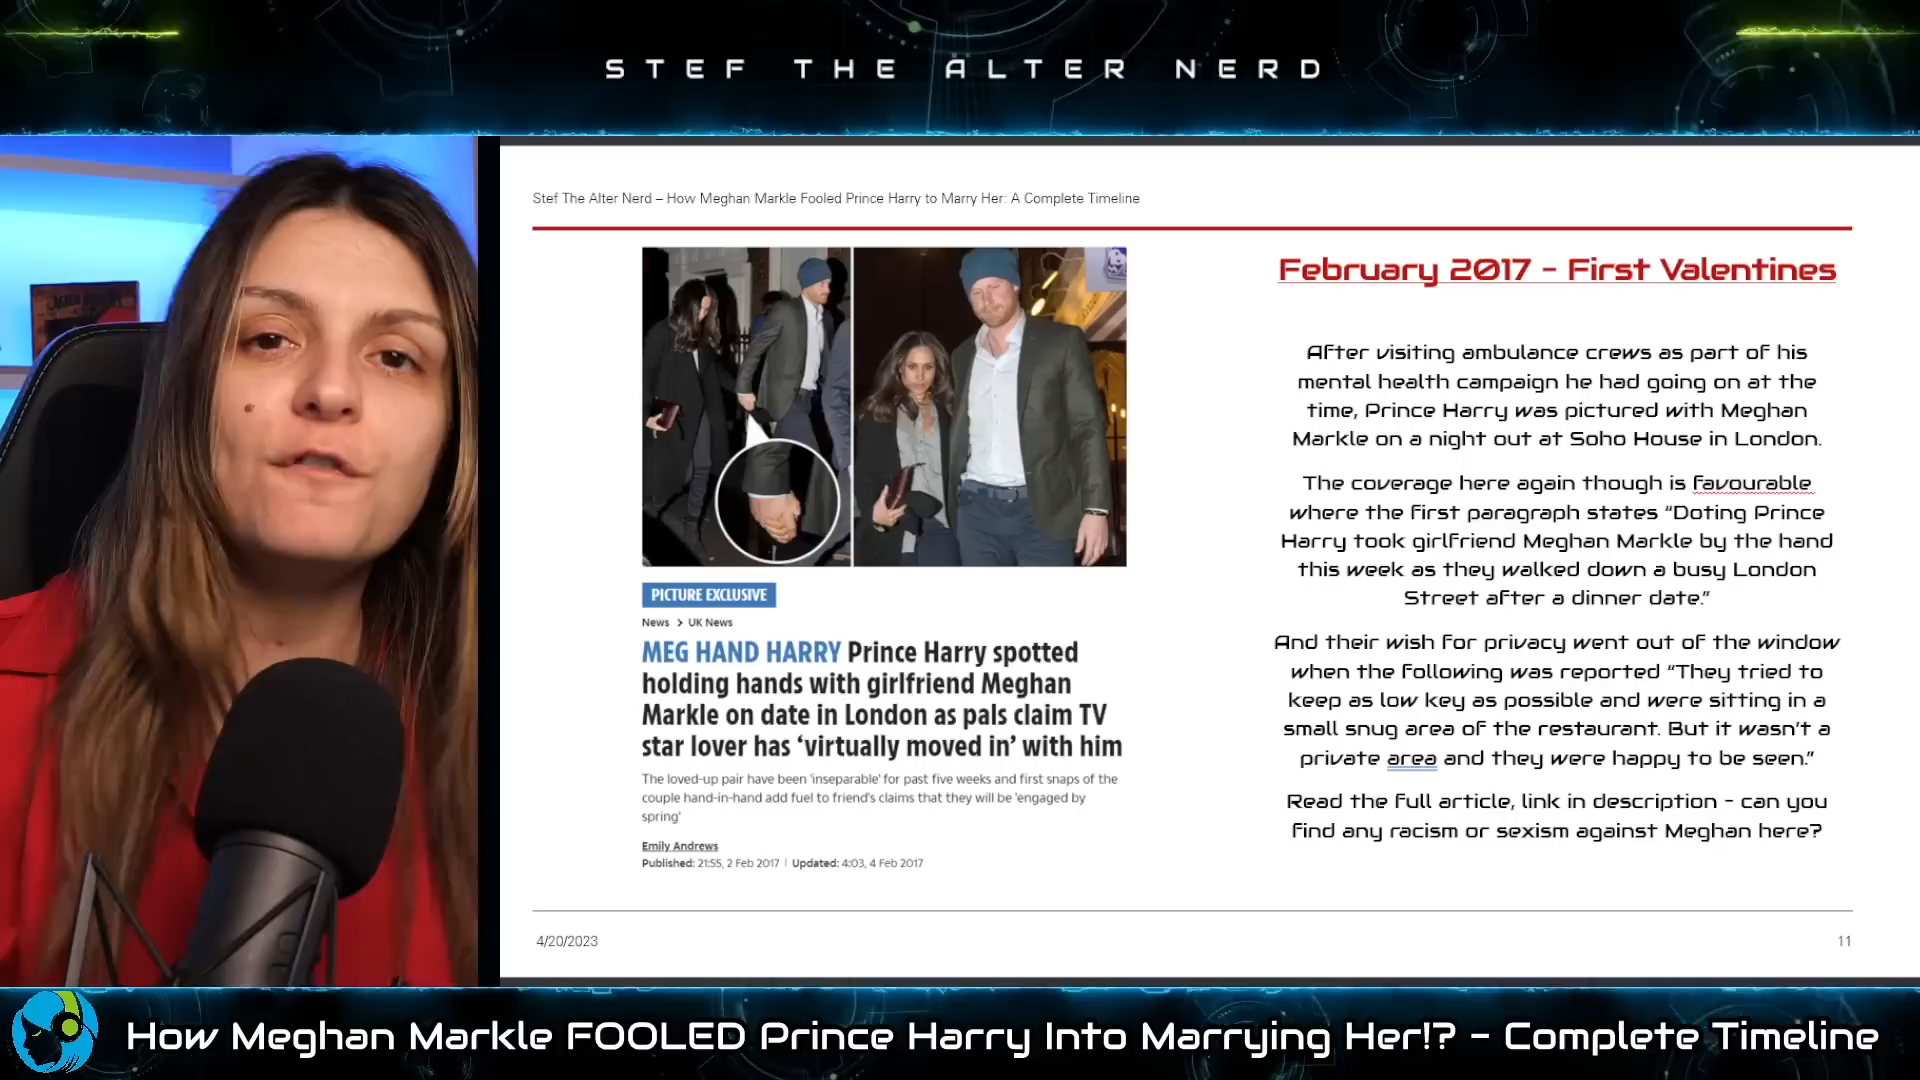 STEF THE ALTER NERD
Stef The Alter Nerd – How Meghan Markle Fooled Prince Harry to Marry Her: A Complete Timeline
PICTURE EXCLUSIVE
News > UK News
MEG HAND HARRY Prince Harry spotted
holding hands with girlfriend Meghan
Markle on date in London as pals claim TV
star lover has ‘virtually moved in’ with him
The loved-up pair have been 'inseparable' for past five weeks and first snaps of the
couple hand-in-hand add fuel to friend's claims that they will be 'engaged by
spring'
Emily Andrews
Published: 21:55, 2 Feb 2017 | Updated: 4:03, 4 Feb 2017
February 2017 – First Valentines
After visiting ambulance crews as part of his
mental health campaign he had going on at the
time, Prince Harry was pictured with Meghan
Markle on a night out at Soho House in London.
The coverage here again though is favourable
where the first paragraph states “Doting Prince
Harry took girlfriend Meghan Markle by the hand
this week as they walked down a busy London
Street after a dinner date.”
And their wish for privacy went out of the window
when the following was reported “They tried to
keep as low key as possible and were sitting in a
small snug area of the restaurant. But it wasn’t a
private area and they were happy to be seen.”
Read the full article, link in description – can you
find any racism or sexism against Meghan here?
4/20/2023
11
How Meghan Markle FOOLED Prince Harry Into Marrying Her!? - Complete Timeline